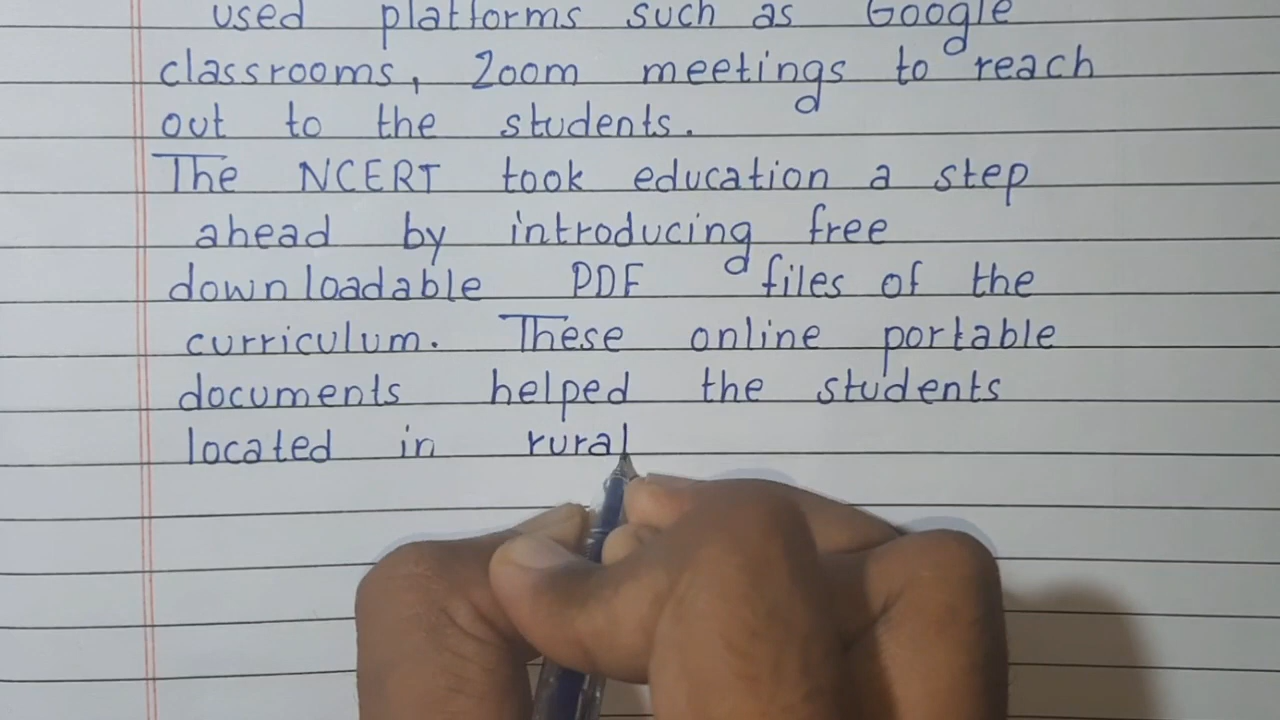 used platforms such as Google
classrooms, Zoom meetings to reach
out to the students.
The NCERT took education a step
ahead by introducing free
downloadable PDF files of the
curriculum. These online portable
documents helped the students
located in rural